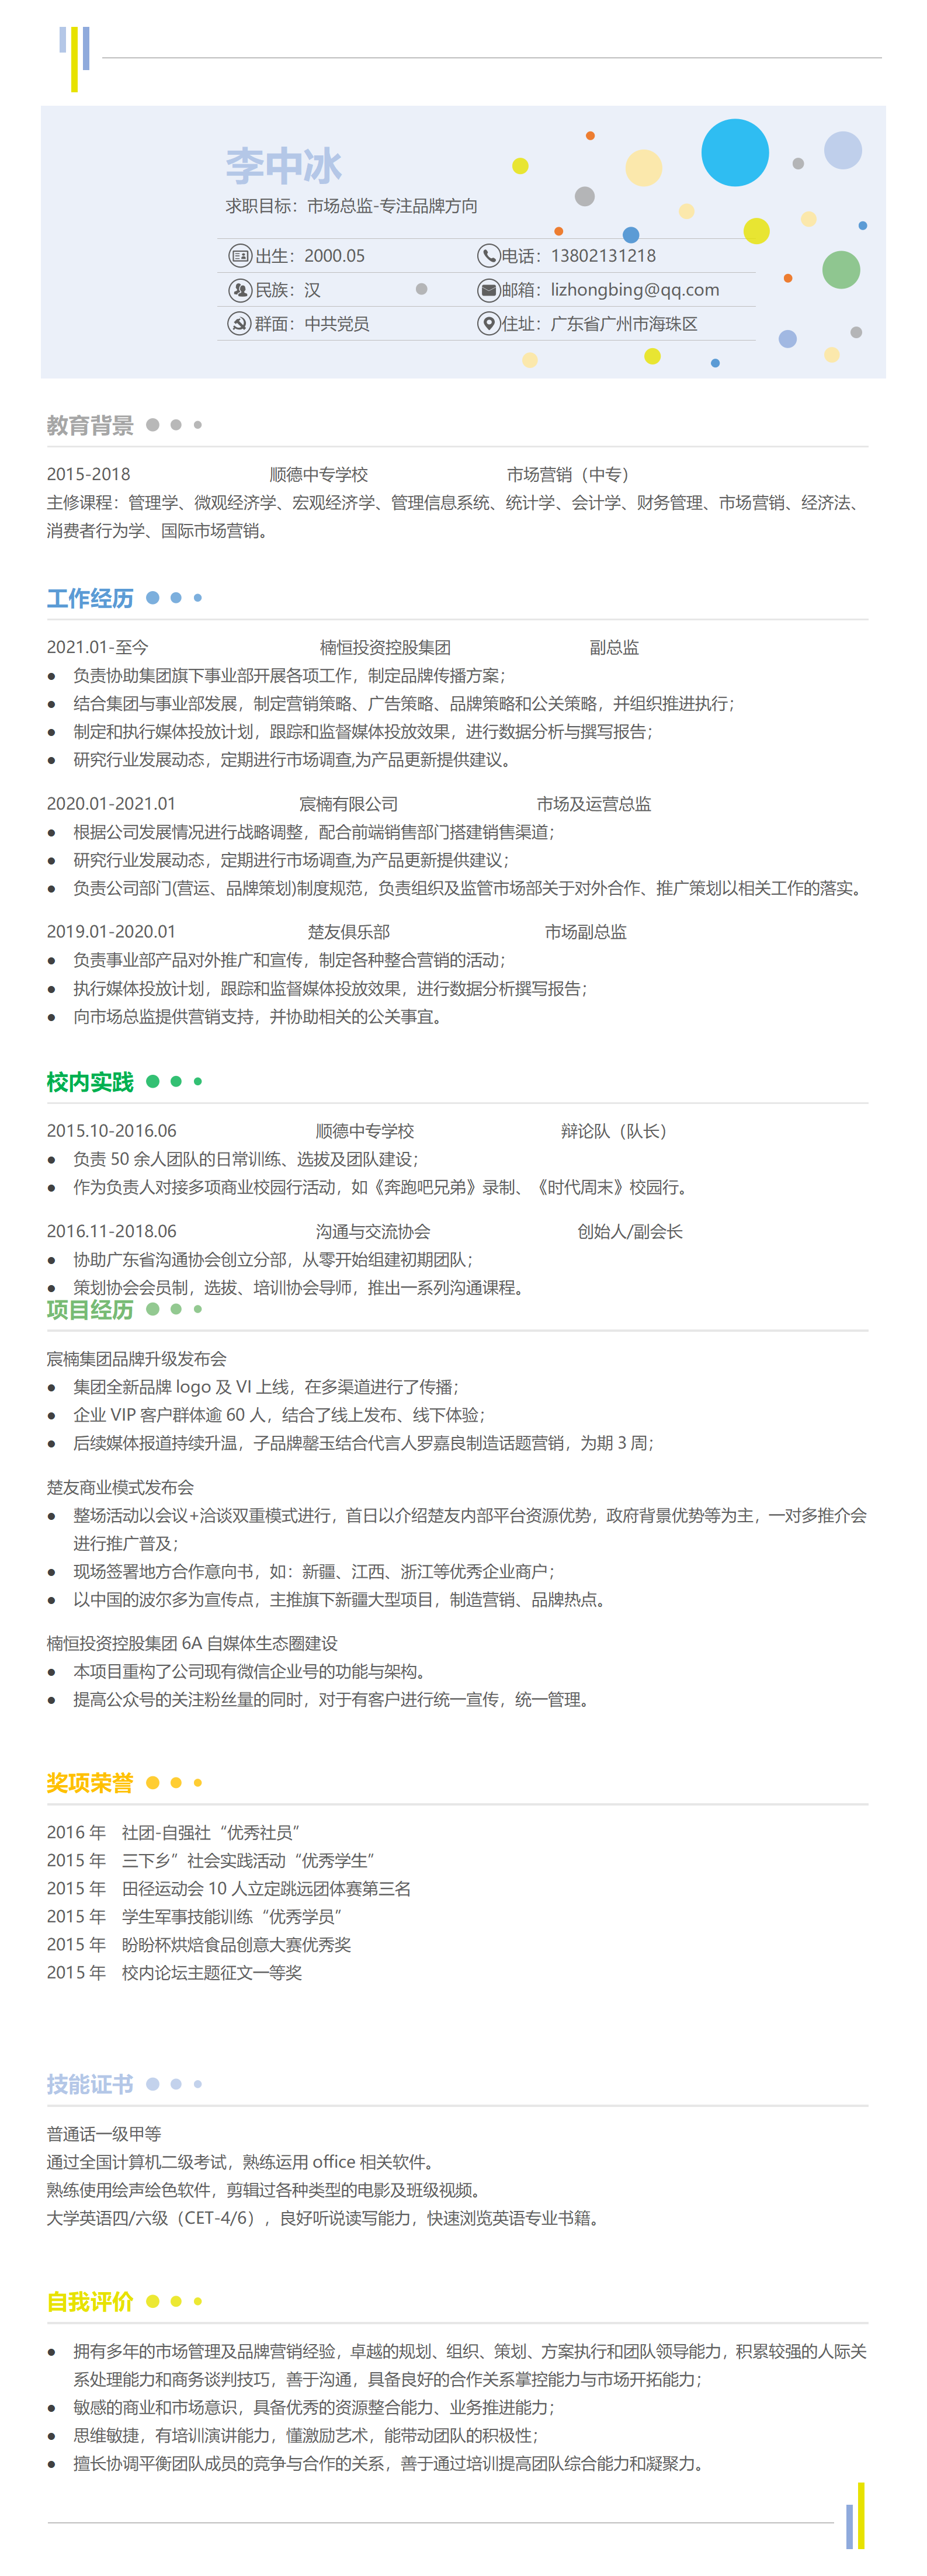 李中冰
求职目标：市场总监-专注品牌方向
出生：2000.05 电话：13802131218
民族：汉 邮箱：lizhongbing@qq.com
群面：中共党员 住址：广东省广州市海珠区
教育背景
2015-2018 顺德中专学校 市场营销（中专）
主修课程：管理学、微观经济学、宏观经济学、管理信息系统、统计学、会计学、财务管理、市场营销、经济法、
消费者行为学、国际市场营销。
工作经历
2021.01-至今 楠恒投资控股集团 副总监
● 负责协助集团旗下事业部开展各项工作，制定品牌传播方案；
● 结合集团与事业部发展，制定营销策略、广告策略、品牌策略和公关策略，并组织推进执行；
● 制定和执行媒体投放计划，跟踪和监督媒体投放效果，进行数据分析与撰写报告；
● 研究行业发展动态，定期进行市场调查,为产品更新提供建议。
2020.01-2021.01 宸楠有限公司 市场及运营总监
● 根据公司发展情况进行战略调整，配合前端销售部门搭建销售渠道；
● 研究行业发展动态，定期进行市场调查,为产品更新提供建议；
● 负责公司部门(营运、品牌策划)制度规范，负责组织及监管市场部关于对外合作、推广策划以相关工作的落实。
2019.01-2020.01 楚友俱乐部 市场副总监
● 负责事业部产品对外推广和宣传，制定各种整合营销的活动；
● 执行媒体投放计划，跟踪和监督媒体投放效果，进行数据分析撰写报告；
● 向市场总监提供营销支持，并协助相关的公关事宜。
校内实践
2015.10-2016.06 顺德中专学校 辩论队（队长）
● 负责 50 余人团队的日常训练、选拔及团队建设；
● 作为负责人对接多项商业校园行活动，如《奔跑吧兄弟》录制、《时代周末》校园行。
2016.11-2018.06 沟通与交流协会 创始人/副会长
● 协助广东省沟通协会创立分部，从零开始组建初期团队；
● 策划协会会员制，选拔、培训协会导师，推出一系列沟通课程。
项目经历
宸楠集团品牌升级发布会
● 集团全新品牌 logo 及 VI 上线，在多渠道进行了传播；
● 企业 VIP 客户群体逾 60 人，结合了线上发布、线下体验；
● 后续媒体报道持续升温，子品牌罄玉结合代言人罗嘉良制造话题营销，为期 3 周；
楚友商业模式发布会
● 整场活动以会议+洽谈双重模式进行，首日以介绍楚友内部平台资源优势，政府背景优势等为主，一对多推介会
进行推广普及；
● 现场签署地方合作意向书，如：新疆、江西、浙江等优秀企业商户；
● 以中国的波尔多为宣传点，主推旗下新疆大型项目，制造营销、品牌热点。
楠恒投资控股集团 6A 自媒体生态圈建设
● 本项目重构了公司现有微信企业号的功能与架构。
● 提高公众号的关注粉丝量的同时，对于有客户进行统一宣传，统一管理。
奖项荣誉
2016 年 社团-自强社“优秀社员”
2015 年 三下乡”社会实践活动“优秀学生”
2015 年 田径运动会 10 人立定跳远团体赛第三名
2015 年 学生军事技能训练“优秀学员”
2015 年 盼盼杯烘焙食品创意大赛优秀奖
2015 年 校内论坛主题征文一等奖
技能证书
普通话一级甲等
通过全国计算机二级考试，熟练运用 office 相关软件。
熟练使用绘声绘色软件，剪辑过各种类型的电影及班级视频。
大学英语四/六级（CET-4/6），良好听说读写能力，快速浏览英语专业书籍。
自我评价
● 拥有多年的市场管理及品牌营销经验，卓越的规划、组织、策划、方案执行和团队领导能力，积累较强的人际关
系处理能力和商务谈判技巧，善于沟通，具备良好的合作关系掌控能力与市场开拓能力；
● 敏感的商业和市场意识，具备优秀的资源整合能力、业务推进能力；
● 思维敏捷，有培训演讲能力，懂激励艺术，能带动团队的积极性；
● 擅长协调平衡团队成员的竞争与合作的关系，善于通过培训提高团队综合能力和凝聚力。